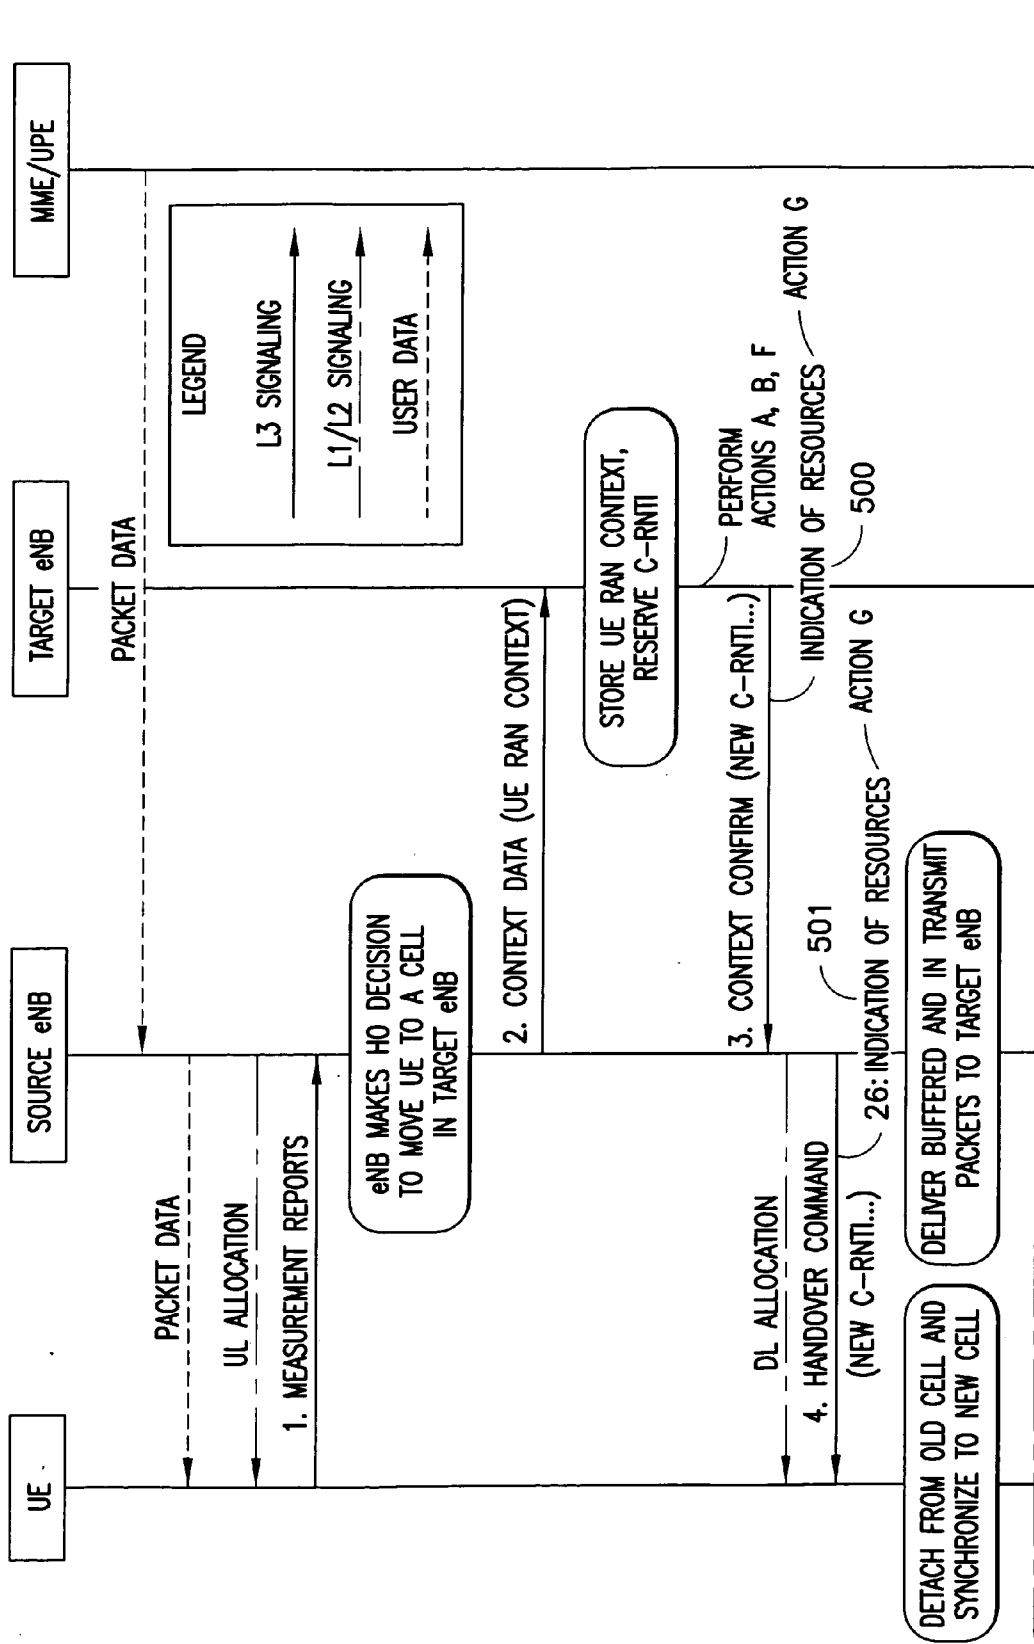 UE
SOURCE eNB
TARGET eNB
MME/UPE
PACKET DATA
PACKET DATA
UL ALLOCATION
1. MEASUREMENT REPORTS
LEGEND
L3 SIGNALING
L1/L2 SIGNALING
USER DATA
eNB MAKES HO DECISION
TO MOVE UE TO A CELL
IN TARGET eNB
2. CONTEXT DATA (UE RAN CONTEXT)
STORE UE RAN CONTEXT,
RESERVE C-RNTI
PERFORM
ACTIONS A, B, F
3. CONTEXT CONFIRM (NEW C-RNTI...)
INDICATION OF RESOURCES
ACTION G
500
DL ALLOCATION
4. HANDOVER COMMAND
(NEW C-RNTI...)
501
26: INDICATION OF RESOURCES
ACTION G
DETACH FROM OLD CELL AND
SYNCHRONIZE TO NEW CELL
DELIVER BUFFERED AND IN TRANSMIT
PACKETS TO TARGET eNB